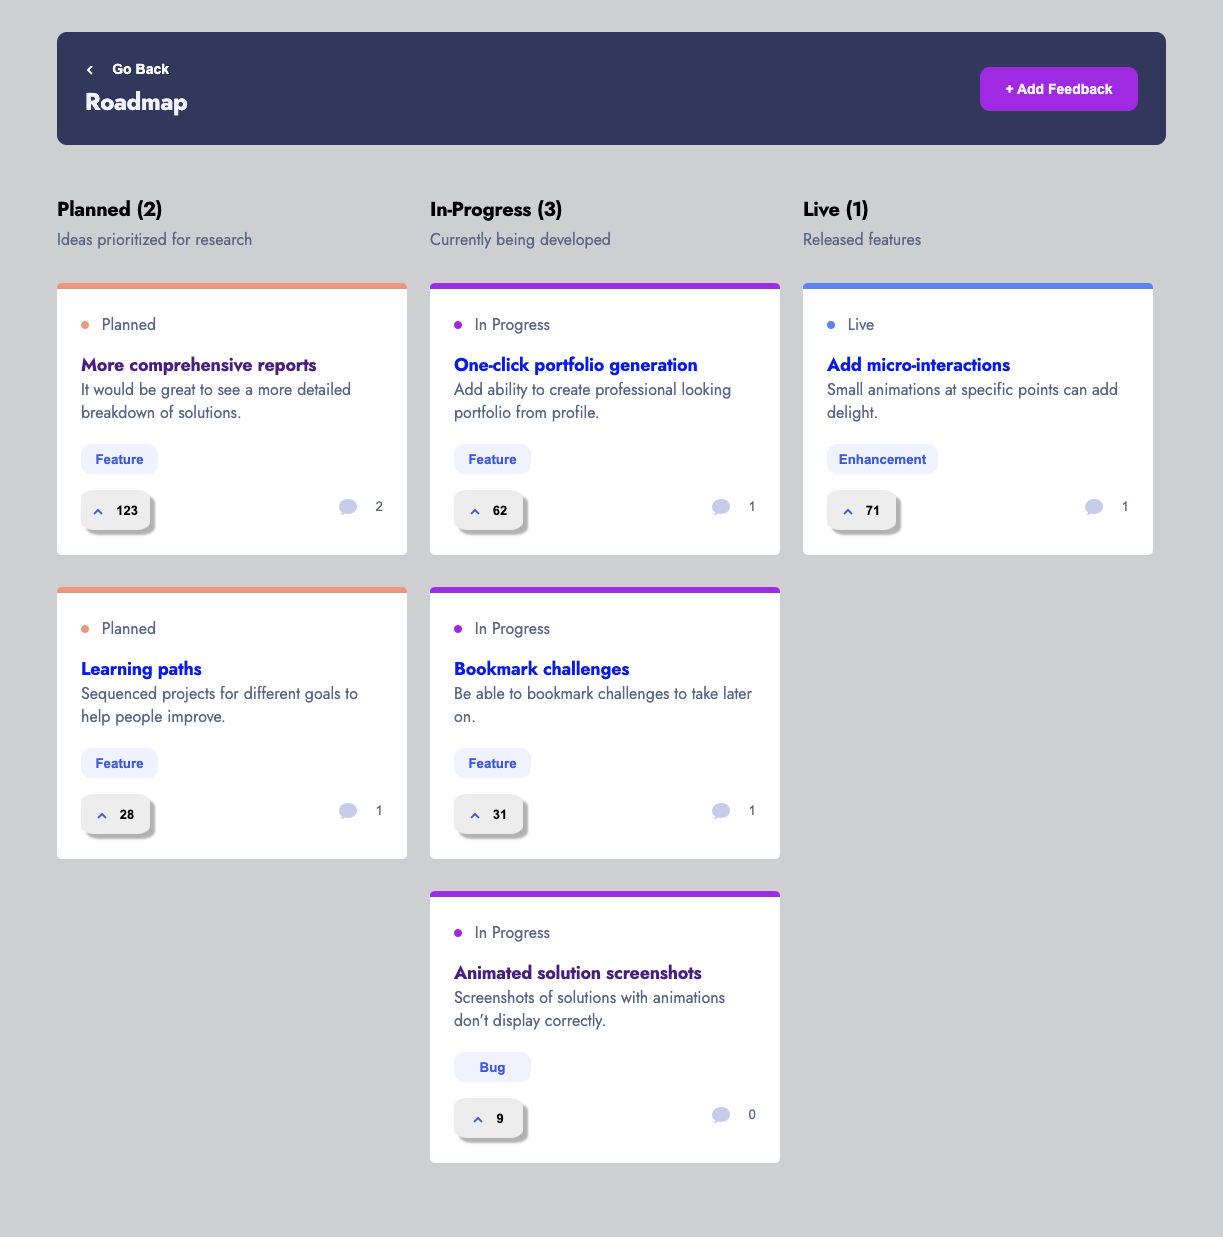 Go Back
Roadmap
+ Add Feedback
Planned (2)
Ideas prioritized for research
Planned
More comprehensive reports
It would be great to see a more detailed
breakdown of solutions.
Feature
123
2
Planned
Learning paths
Sequenced projects for different goals to
help people improve.
Feature
28
1
In-Progress (3)
Currently being developed
In Progress
One-click portfolio generation
Add ability to create professional looking
portfolio from profile.
Feature
62
1
In Progress
Bookmark challenges
Be able to bookmark challenges to take later
on.
Feature
31
1
In Progress
Animated solution screenshots
Screenshots of solutions with animations
don’t display correctly.
Bug
9
0
Live (1)
Released features
Live
Add micro-interactions
Small animations at specific points can add
delight.
Enhancement
71
1